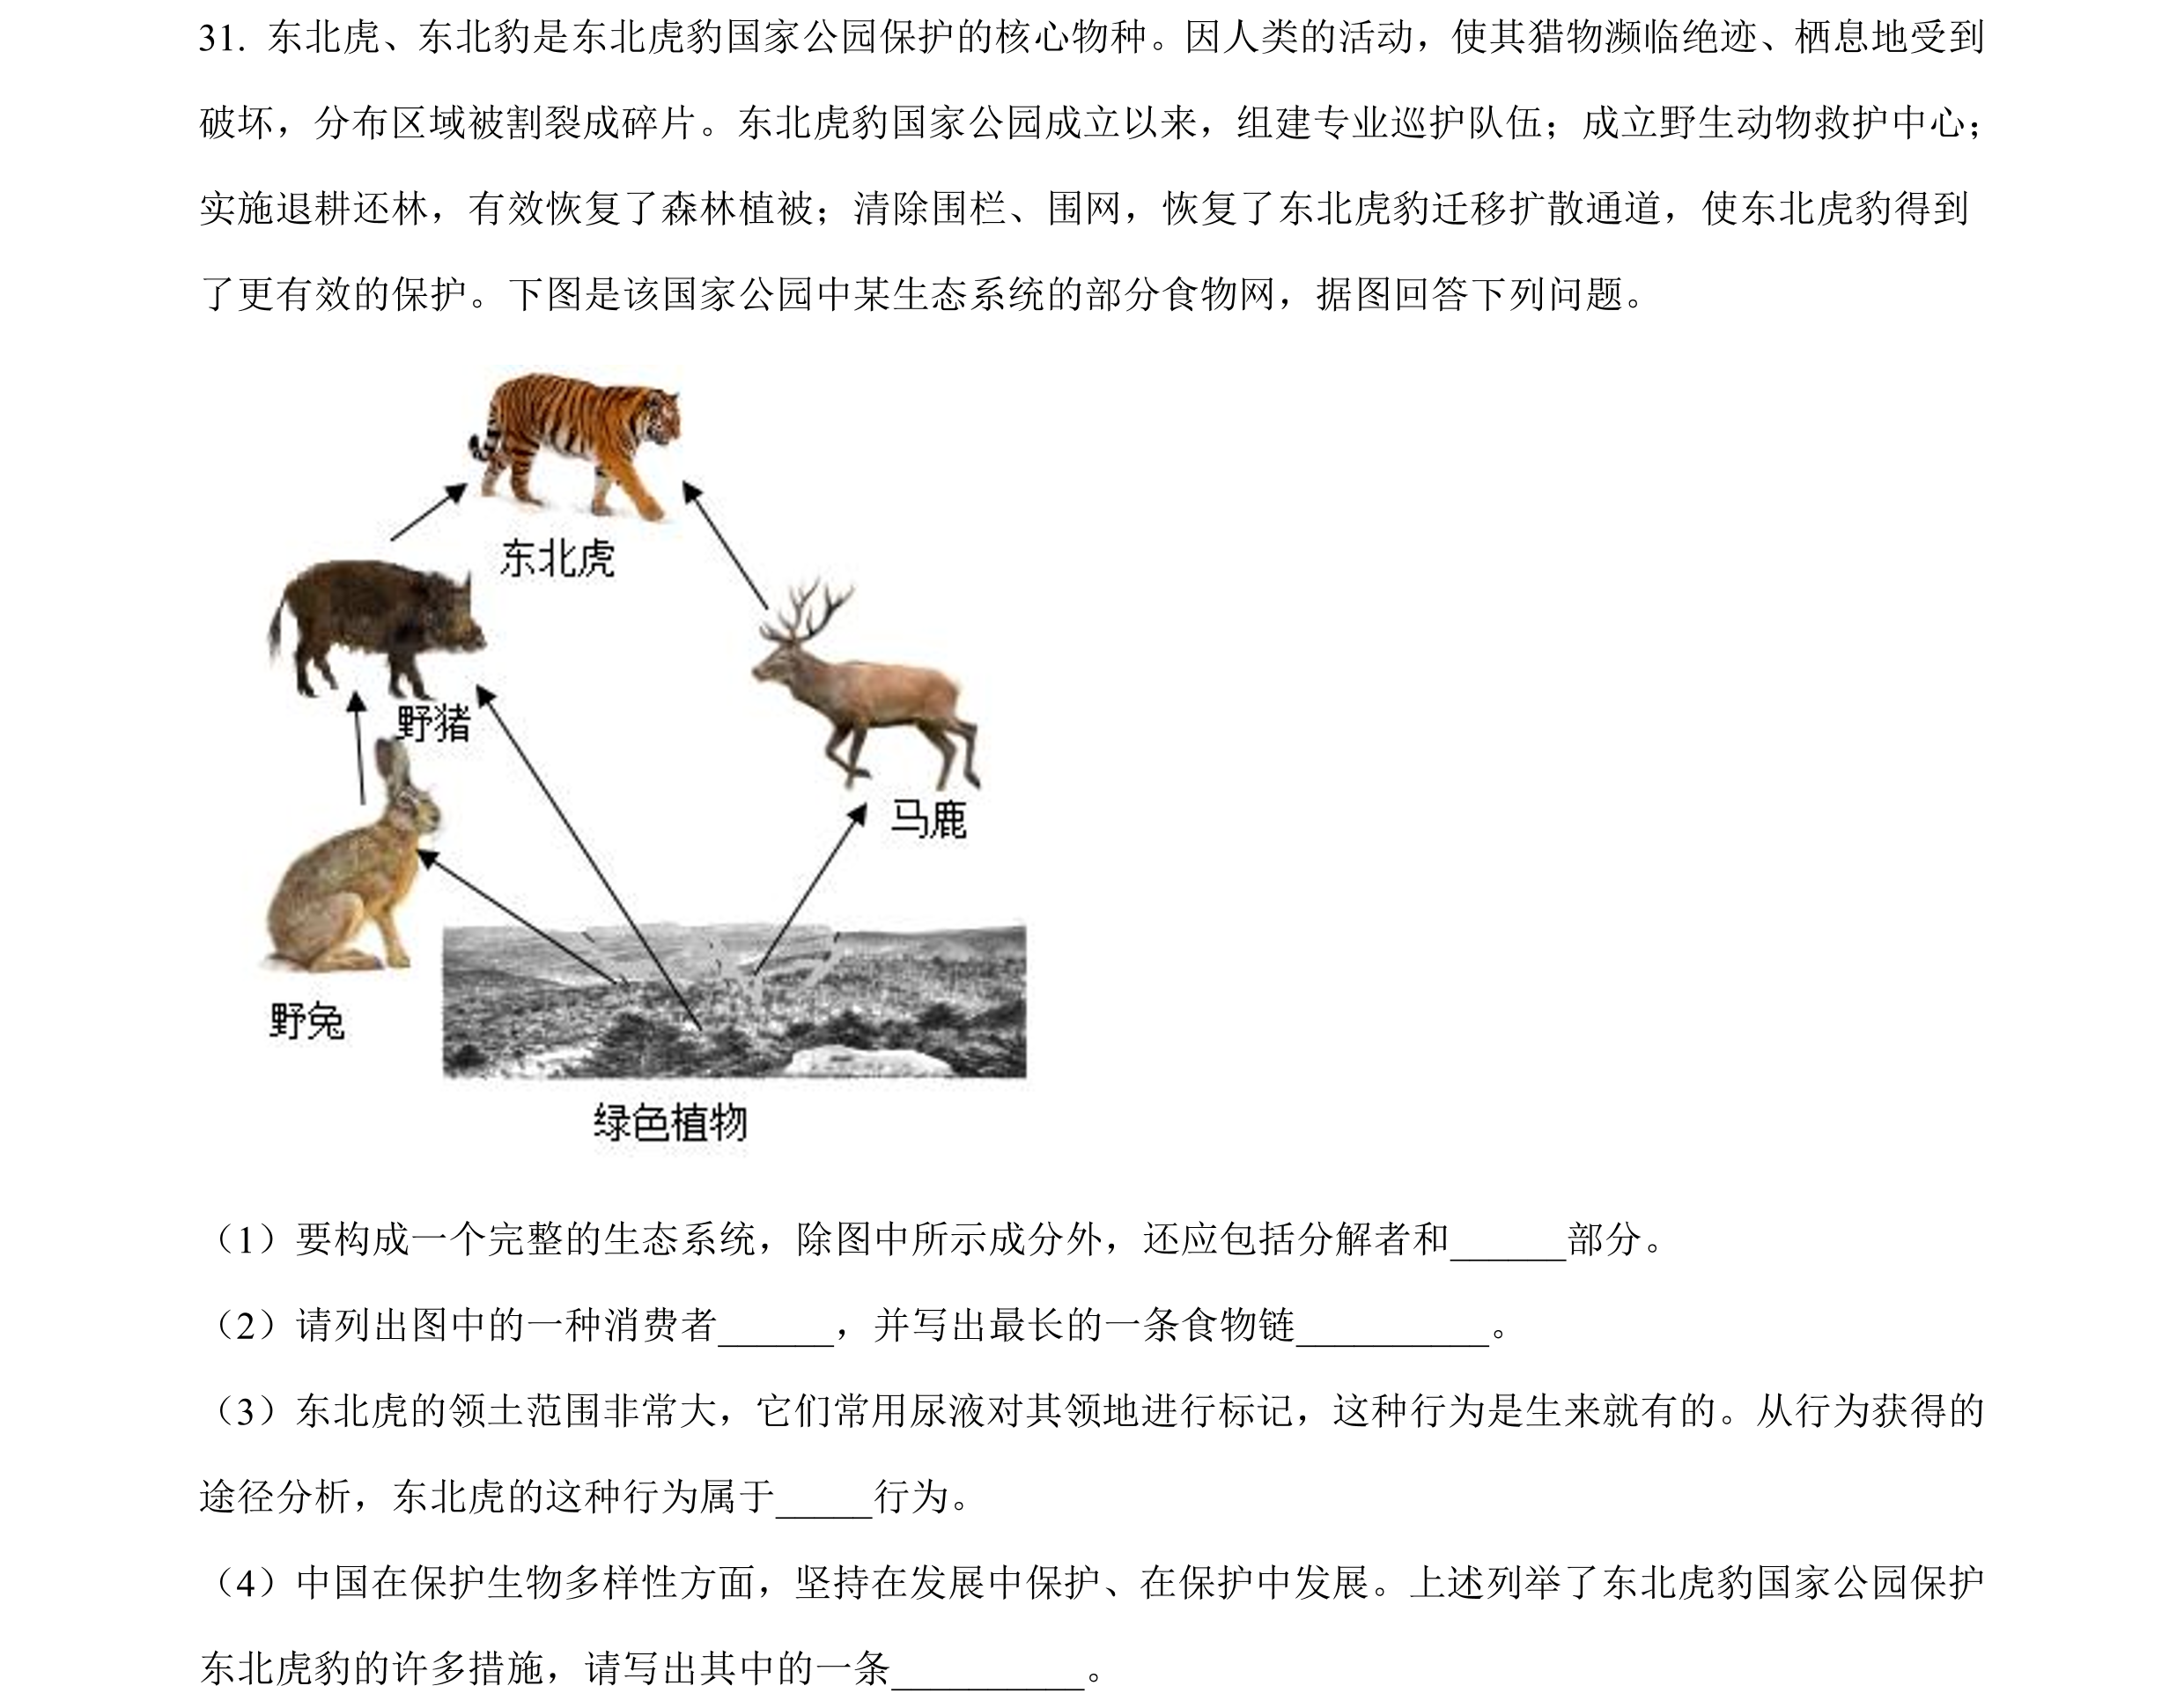 31. 东北虎、东北豹是东北虎豹国家公园保护的核心物种。因人类的活动，使其猎物濒临绝迹、栖息地受到
破坏，分布区域被割裂成碎片。东北虎豹国家公园成立以来，组建专业巡护队伍；成立野生动物救护中心；
实施退耕还林，有效恢复了森林植被；清除围栏、围网，恢复了东北虎豹迁移扩散通道，使东北虎豹得到
了更有效的保护。下图是该国家公园中某生态系统的部分食物网，据图回答下列问题。
东北虎
野猪
马鹿
野兔
绿色植物
（1）要构成一个完整的生态系统，除图中所示成分外，还应包括分解者和______部分。
（2）请列出图中的一种消费者______，并写出最长的一条食物链__________。
（3）东北虎的领土范围非常大，它们常用尿液对其领地进行标记，这种行为是生来就有的。从行为获得的
途径分析，东北虎的这种行为属于_____行为。
（4）中国在保护生物多样性方面，坚持在发展中保护、在保护中发展。上述列举了东北虎豹国家公园保护
东北虎豹的许多措施，请写出其中的一条__________。